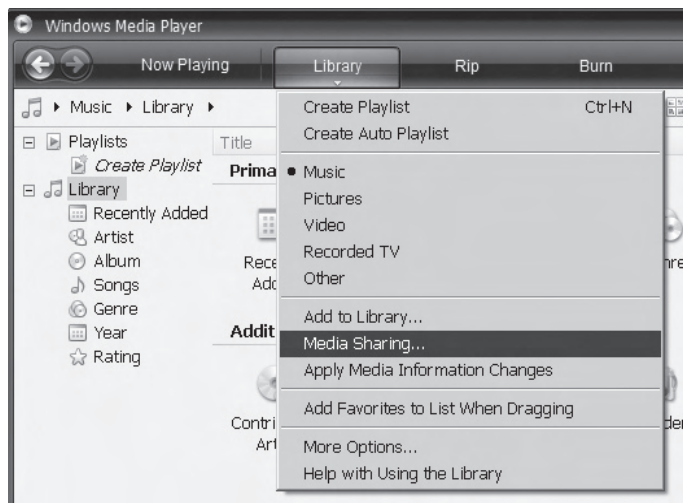 Windows Media Player
Now Playing Library Rip Burn
Music Library
Playlists
Create Playlist
Library
Recently Added
Artist
Album
Songs
Genre
Year
Rating
Title
Prima
Rece
Add
Addit
Contri
Art
Create Playlist Ctrl+N
Create Auto Playlist
Music
Pictures
Video
Recorded TV
Other
Add to Library...
Media Sharing...
Apply Media Information Changes
Add Favorites to List When Dragging
More Options...
Help with Using the Library